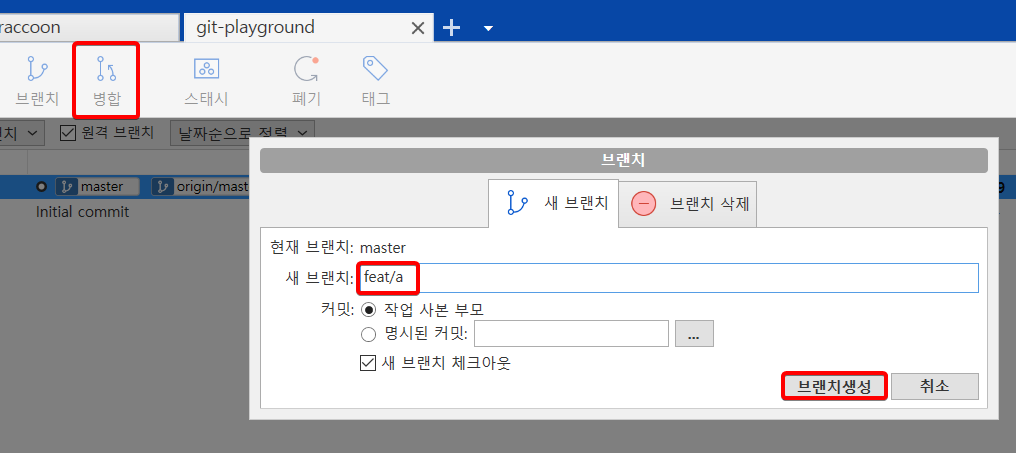 raccoon
git-playground
브랜치
병합
스태시
폐기
태그
원격 브랜치
날짜순으로 정렬
브랜치
master
origin/mast
Initial commit
새 브랜치
브랜치 삭제
현재 브랜치: master
새 브랜치: feat/a
커밋: 작업 사본 부모
명시된 커밋:
...
새 브랜치 체크아웃
브랜치생성
취소